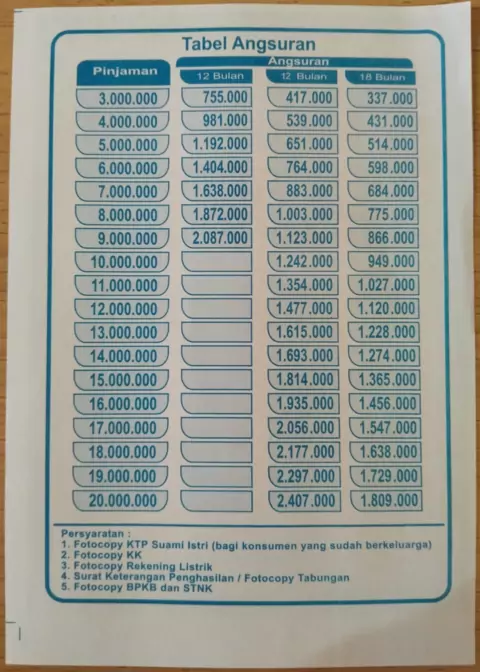 Tabel Angsuran
Pinjaman Angsuran
12 Bulan 12 Bulan 18 Bulan
3.000.000 755.000 417.000 337.000
4.000.000 981.000 539.000 431.000
5.000.000 1.192.000 651.000 514.000
6.000.000 1.404.000 764.000 598.000
7.000.000 1.638.000 883.000 684.000
8.000.000 1.872.000 1.003.000 775.000
9.000.000 2.087.000 1.123.000 866.000
10.000.000 1.242.000 949.000
11.000.000 1.354.000 1.027.000
12.000.000 1.477.000 1.120.000
13.000.000 1.615.000 1.228.000
14.000.000 1.693.000 1.274.000
15.000.000 1.814.000 1.365.000
16.000.000 1.935.000 1.456.000
17.000.000 2.056.000 1.547.000
18.000.000 2.177.000 1.638.000
19.000.000 2.297.000 1.729.000
20.000.000 2.407.000 1.809.000
Persyaratan :
1. Fotocopy KTP Suami Istri (bagi konsumen yang sudah berkeluarga)
2. Fotocopy KK
3. Fotocopy Rekening Listrik
4. Surat Keterangan Penghasilan / Fotocopy Tabungan
5. Fotocopy BPKB dan STNK